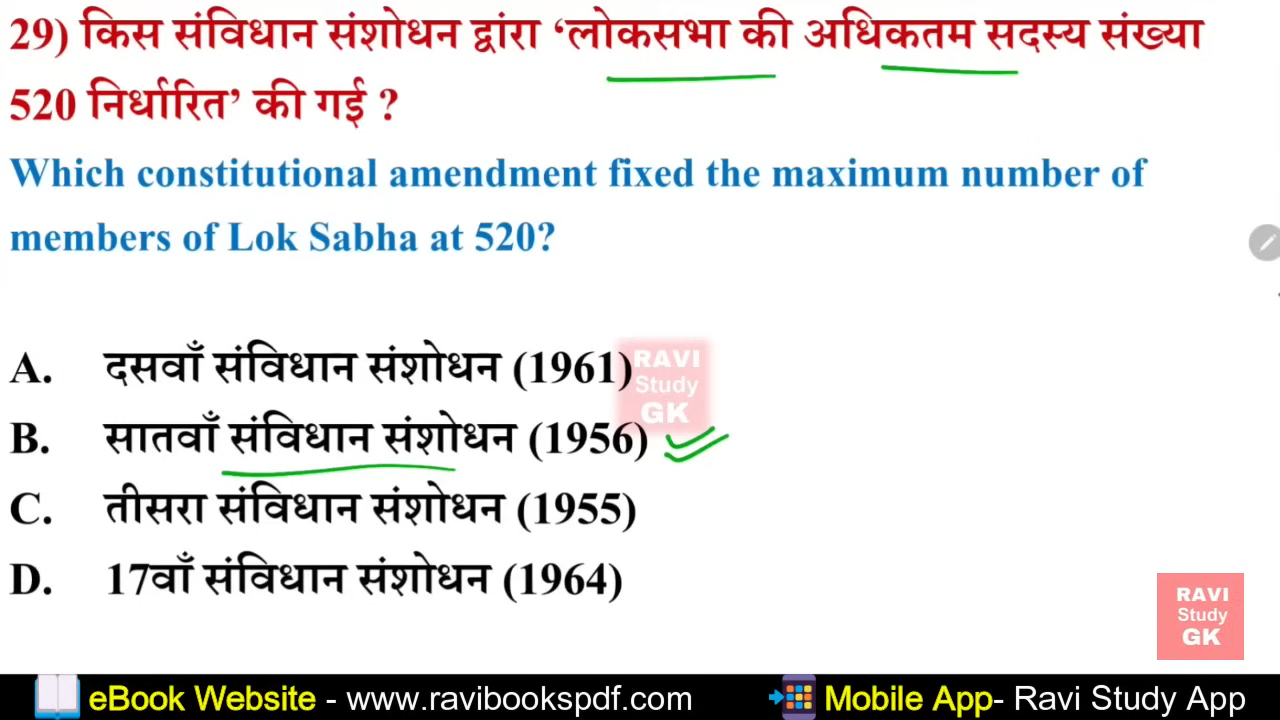 29) किस संविधान संशोधन द्वांरा ‘लोकसभा की अधिकतम सदस्य संख्या
520 निर्धारित’ की गई ?
Which constitutional amendment fixed the maximum number of
members of Lok Sabha at 520?
A. दसवाँ संविधान संशोधन (1961)
RAVI
Study
GK
B. सातवाँ संविधान संशोधन (1956)
C. तीसरा संविधान संशोधन (1955)
D. 17वाँ संविधान संशोधन (1964)
RAVI
Study
GK
eBook Website - www.ravibookspdf.com Mobile App- Ravi Study App